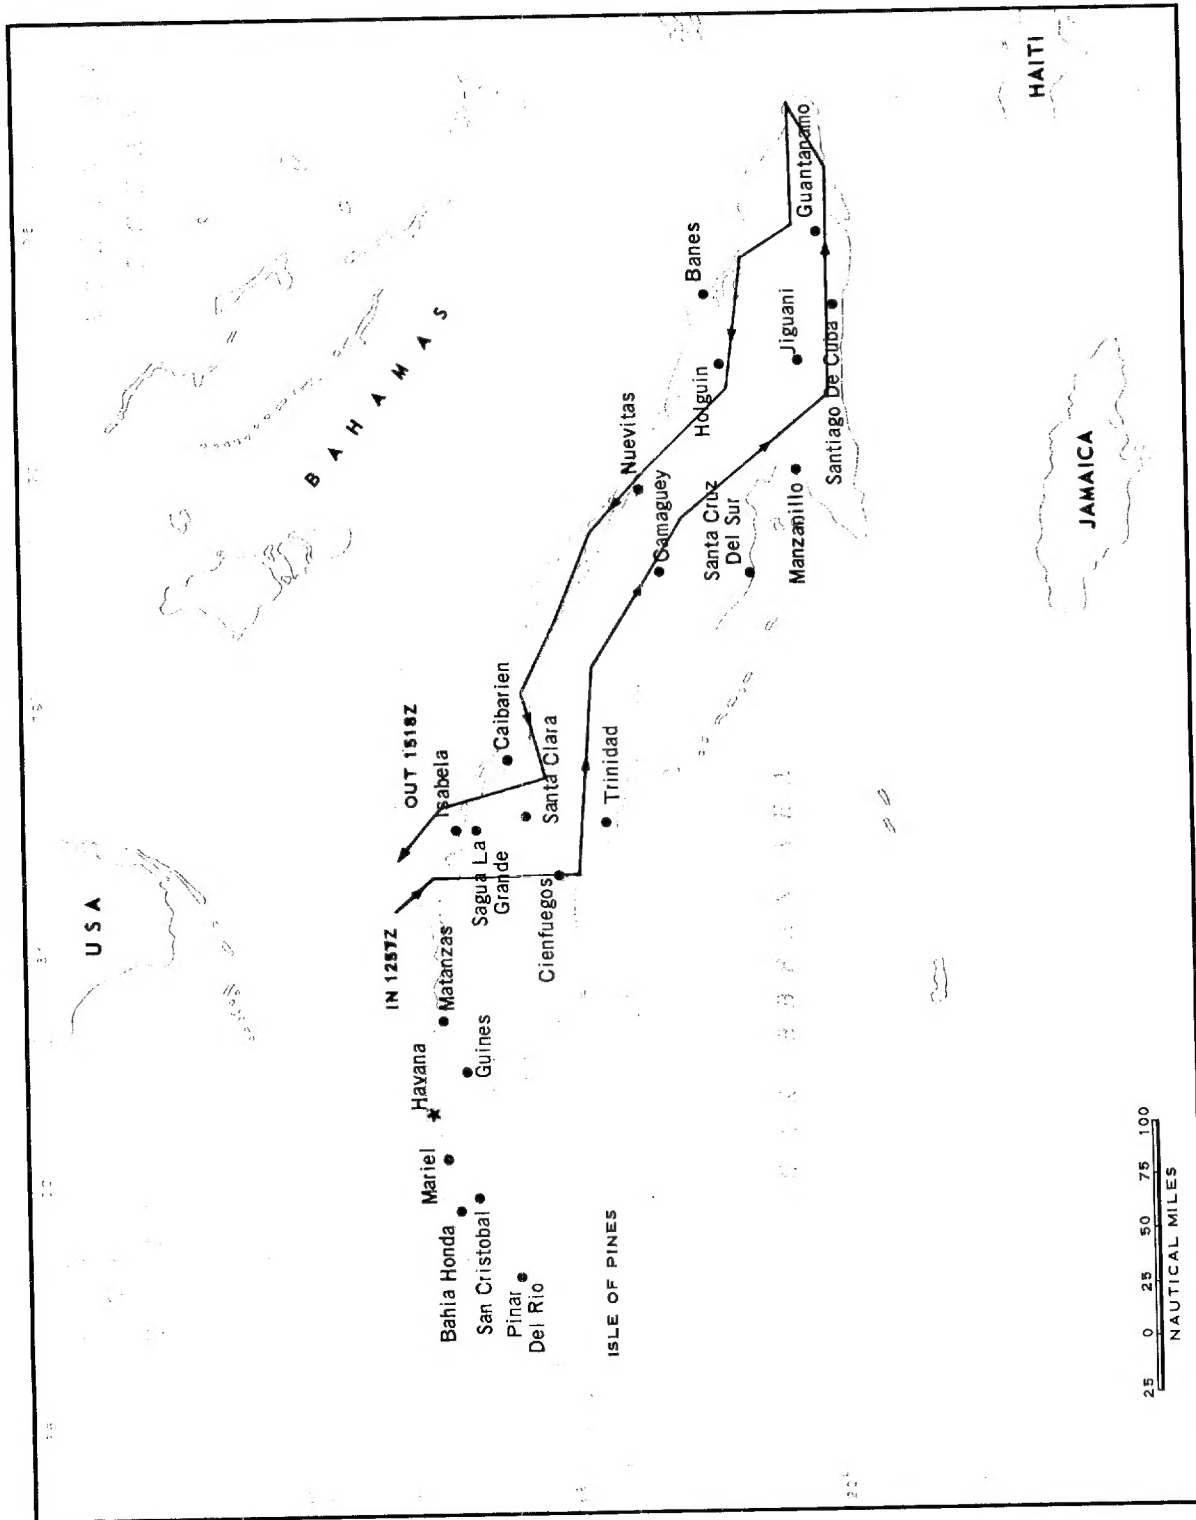 HAITI
USA
BAHAMAS
OUT 1518Z
IN 1257Z
Isabela
Caibarien
Sagua La
Grande
Santa Clara
Cienfuegos
Trinidad
Matanzas
Havana
Guines
Mariel
Bahia Honda
San Cristobal
Pinar
Del Rio
ISLE OF PINES
Nuevitas
Camaguey
Santa Cruz
Del Sur
Manzanillo
Holguin
Banes
Jiguani
Guantanamo
Santiago De Cuba
JAMAICA
25 0 25 50 75 100
NAUTICAL MILES